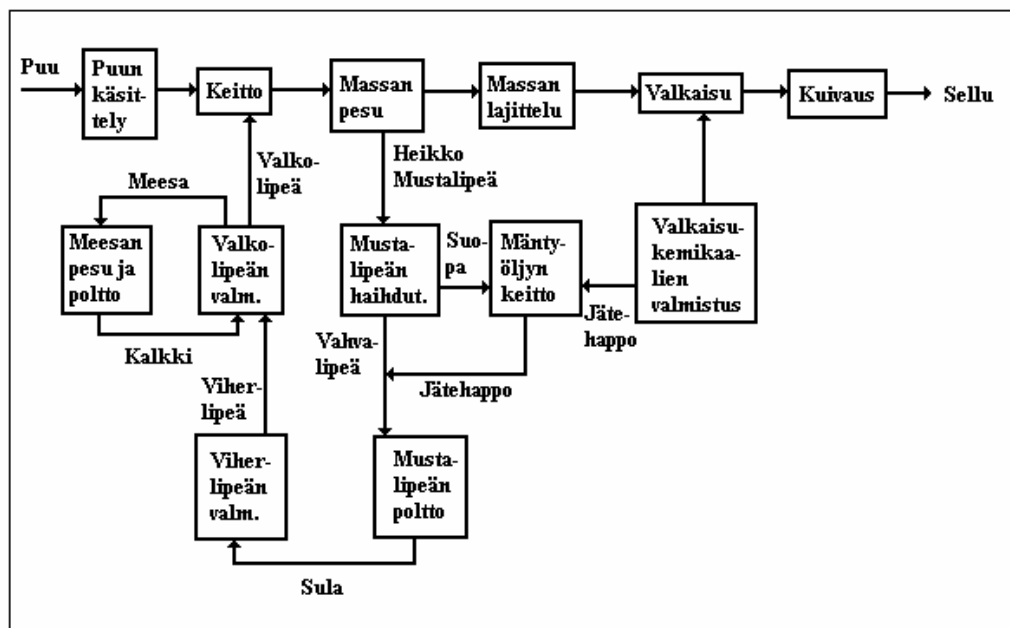 Puu
Puun
käsit-
tely
Keitto
Massan
pesu
Massan
lajittelu
Valkaisu
Kuivaus
Sellu
Valko-
lipeä
Heikko
Mustalipeä
Meesa
Meesan
pesu ja
poltto
Valko-
lipeän
valm.
Kalkki
Musta-
lipeän
haihdut.
Suo-
pa
Mänty-
öljyn
keitto
Valkaisu-
kemikaa-
lien
valmistus
Jäte-
happo
Vahva-
lipeä
Jätehappo
Viher-
lipeä
Viher-
lipeän
valm.
Musta-
lipeän
poltto
Sula